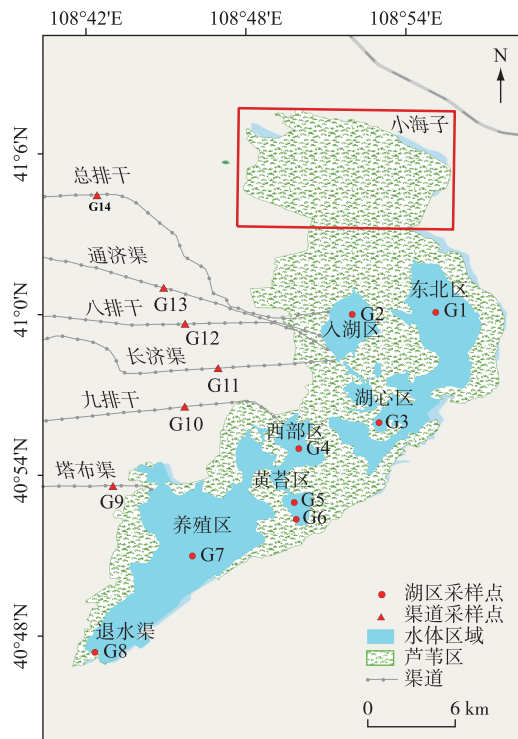 108°42′E
108°48′E
108°54′E
N
小海子
41°6′N
总排干
G14
通济渠
东北区
G13
G2
G1
41°0′N
八排干
入湖区
G12
长济渠
湖心区
G11
九排干
G10
G3
西部区
G4
40°54′N
塔布渠
黄苔区
G9
G5
G6
养殖区
G7
湖区采样点
渠道采样点
40°48′N
退水渠
水体区域
G8
芦苇区
渠道
0
6 km